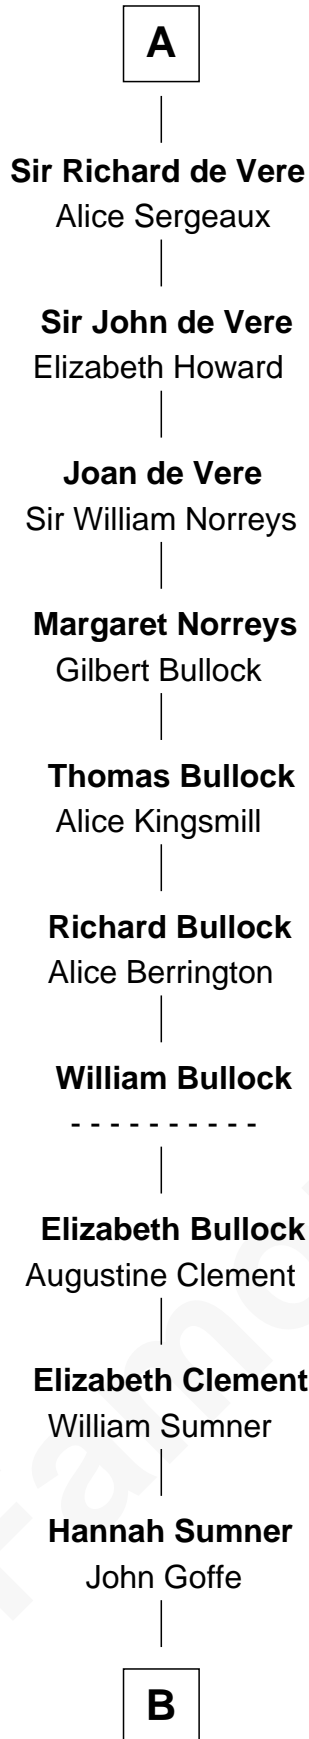 A
Sir Richard de Vere
Alice Sergeaux
Sir John de Vere
Elizabeth Howard
Joan de Vere
Sir William Norreys
Margaret Norreys
Gilbert Bullock
Thomas Bullock
Alice Kingsmill
Richard Bullock
Alice Berrington
William Bullock
- - - - - - - - - -
Elizabeth Bullock
Augustine Clement
Elizabeth Clement
William Sumner
Hannah Sumner
John Goffe
B